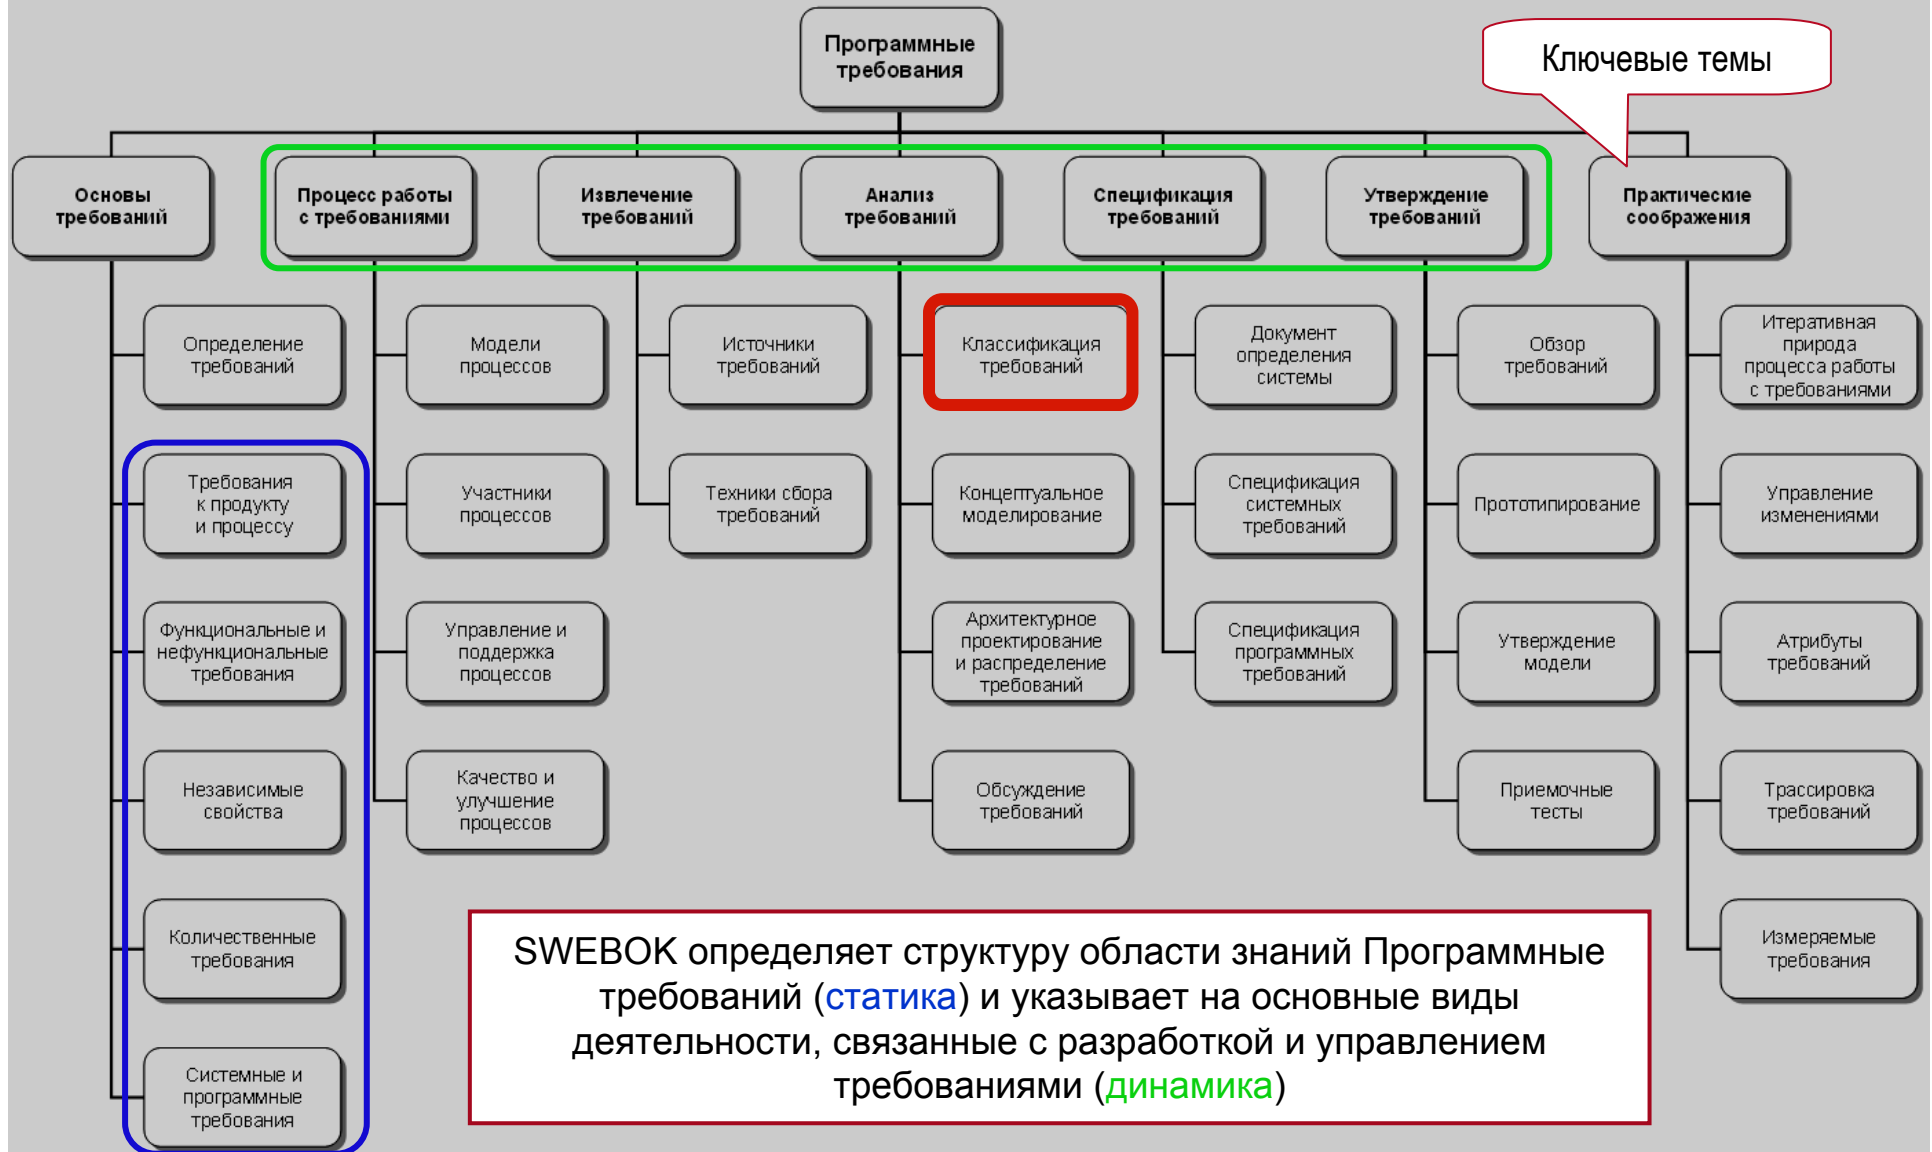 Программные
требования
Ключевые темы
Основы
требований
Процесс работы
с требованиями
Извлечение
требований
Анализ
требований
Спецификация
требований
Утверждение
требований
Практические
соображения
Определение
требований
Требования
к продукту
и процессу
Функциональные и
нефункциональные
требования
Независимые
свойства
Количественные
требования
Системные и
программные
требования
Модели
процессов
Участники
процессов
Управление и
поддержка
процессов
Качество и
улучшение
процессов
Источники
требований
Техники сбора
требований
Классификация
требований
Концептуальное
моделирование
Архитектурное
проектирование
и распределение
требований
Обсуждение
требований
Документ
определения
системы
Спецификация
системных
требований
Спецификация
программных
требований
Обзор
требований
Прототипирование
Утверждение
модели
Приемочные
тесты
Итеративная
природа
процесса работы
с требованиями
Управление
изменениями
Атрибуты
требований
Трассировка
требований
Измеряемые
требования
SWEBOK определяет структуру области знаний Программные
требований (статика) и указывает на основные виды
деятельности, связанные с разработкой и управлением
требованиями (динамика)